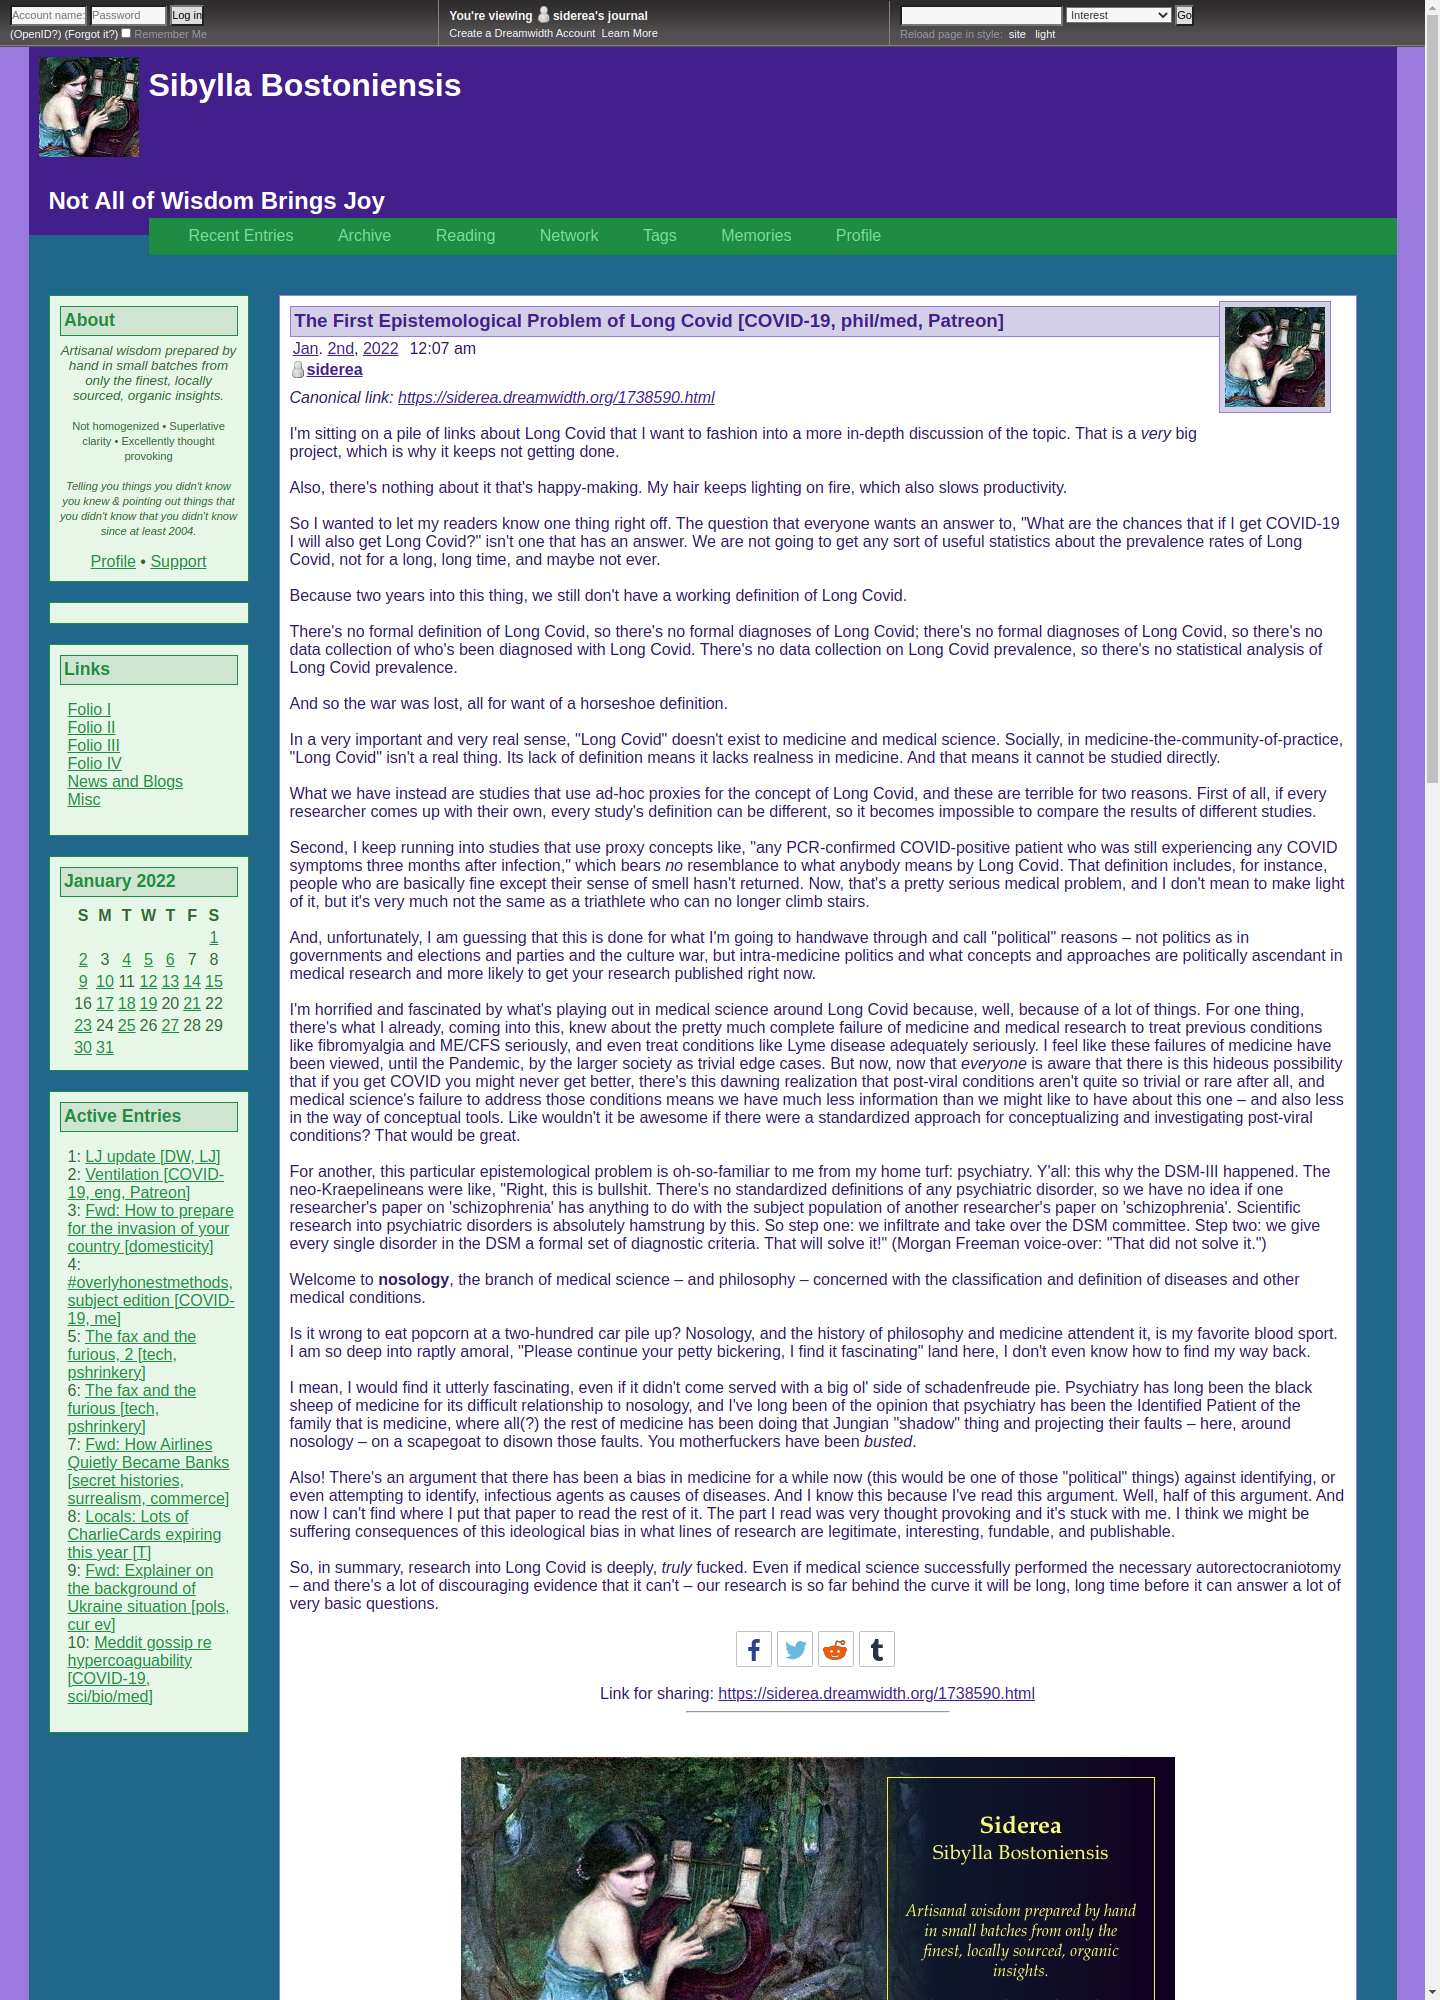 Account name: Password Log in
(OpenID?) (Forgot it?) Remember Me
You're viewing siderea's journal
Create a Dreamwidth Account Learn More
Interest Go
Reload page in style: site light
Sibylla Bostoniensis
Not All of Wisdom Brings Joy
Recent Entries Archive Reading Network Tags Memories Profile
About
Artisanal wisdom prepared by
hand in small batches from
only the finest, locally
sourced, organic insights.
Not homogenized • Superlative
clarity • Excellently thought
provoking
Telling you things you didn't know
you knew & pointing out things that
you didn't know that you didn't know
since at least 2004.
Profile • Support
Links
Folio I
Folio II
Folio III
Folio IV
News and Blogs
Misc
January 2022
S M T W T F S
1
2 3 4 5 6 7 8
9 10 11 12 13 14 15
16 17 18 19 20 21 22
23 24 25 26 27 28 29
30 31
Active Entries
1: LJ update [DW, LJ]
2: Ventilation [COVID-
19, eng, Patreon]
3: Fwd: How to prepare
for the invasion of your
country [domesticity]
4:
#overlyhonestmethods,
subject edition [COVID-
19, me]
5: The fax and the
furious, 2 [tech,
pshrinkery]
6: The fax and the
furious [tech,
pshrinkery]
7: Fwd: How Airlines
Quietly Became Banks
[secret histories,
surrealism, commerce]
8: Locals: Lots of
CharlieCards expiring
this year [T]
9: Fwd: Explainer on
the background of
Ukraine situation [pols,
cur ev]
10: Meddit gossip re
hypercoaguability
[COVID-19,
sci/bio/med]
The First Epistemological Problem of Long Covid [COVID-19, phil/med, Patreon]
Jan. 2nd, 2022 12:07 am
siderea
Canonical link: https://siderea.dreamwidth.org/1738590.html
I'm sitting on a pile of links about Long Covid that I want to fashion into a more in-depth discussion of the topic. That is a very big
project, which is why it keeps not getting done.
Also, there's nothing about it that's happy-making. My hair keeps lighting on fire, which also slows productivity.
So I wanted to let my readers know one thing right off. The question that everyone wants an answer to, "What are the chances that if I get COVID-19
I will also get Long Covid?" isn't one that has an answer. We are not going to get any sort of useful statistics about the prevalence rates of Long
Covid, not for a long, long time, and maybe not ever.
Because two years into this thing, we still don't have a working definition of Long Covid.
There's no formal definition of Long Covid, so there's no formal diagnoses of Long Covid; there's no formal diagnoses of Long Covid, so there's no
data collection of who's been diagnosed with Long Covid. There's no data collection on Long Covid prevalence, so there's no statistical analysis of
Long Covid prevalence.
And so the war was lost, all for want of a horseshoe definition.
In a very important and very real sense, "Long Covid" doesn't exist to medicine and medical science. Socially, in medicine-the-community-of-practice,
"Long Covid" isn't a real thing. Its lack of definition means it lacks realness in medicine. And that means it cannot be studied directly.
What we have instead are studies that use ad-hoc proxies for the concept of Long Covid, and these are terrible for two reasons. First of all, if every
researcher comes up with their own, every study's definition can be different, so it becomes impossible to compare the results of different studies.
Second, I keep running into studies that use proxy concepts like, "any PCR-confirmed COVID-positive patient who was still experiencing any COVID
symptoms three months after infection," which bears no resemblance to what anybody means by Long Covid. That definition includes, for instance,
people who are basically fine except their sense of smell hasn't returned. Now, that's a pretty serious medical problem, and I don't mean to make light
of it, but it's very much not the same as a triathlete who can no longer climb stairs.
And, unfortunately, I am guessing that this is done for what I'm going to handwave through and call "political" reasons – not politics as in
governments and elections and parties and the culture war, but intra-medicine politics and what concepts and approaches are politically ascendant in
medical research and more likely to get your research published right now.
I'm horrified and fascinated by what's playing out in medical science around Long Covid because, well, because of a lot of things. For one thing,
there's what I already, coming into this, knew about the pretty much complete failure of medicine and medical research to treat previous conditions
like fibromyalgia and ME/CFS seriously, and even treat conditions like Lyme disease adequately seriously. I feel like these failures of medicine have
been viewed, until the Pandemic, by the larger society as trivial edge cases. But now, now that everyone is aware that there is this hideous possibility
that if you get COVID you might never get better, there's this dawning realization that post-viral conditions aren't quite so trivial or rare after all, and
medical science's failure to address those conditions means we have much less information than we might like to have about this one – and also less
in the way of conceptual tools. Like wouldn't it be awesome if there were a standardized approach for conceptualizing and investigating post-viral
conditions? That would be great.
For another, this particular epistemological problem is oh-so-familiar to me from my home turf: psychiatry. Y'all: this why the DSM-III happened. The
neo-Kraepelineans were like, "Right, this is bullshit. There's no standardized definitions of any psychiatric disorder, so we have no idea if one
researcher's paper on 'schizophrenia' has anything to do with the subject population of another researcher's paper on 'schizophrenia'. Scientific
research into psychiatric disorders is absolutely hamstrung by this. So step one: we infiltrate and take over the DSM committee. Step two: we give
every single disorder in the DSM a formal set of diagnostic criteria. That will solve it!" (Morgan Freeman voice-over: "That did not solve it.")
Welcome to nosology, the branch of medical science – and philosophy – concerned with the classification and definition of diseases and other
medical conditions.
Is it wrong to eat popcorn at a two-hundred car pile up? Nosology, and the history of philosophy and medicine attendent it, is my favorite blood sport.
I am so deep into raptly amoral, "Please continue your petty bickering, I find it fascinating" land here, I don't even know how to find my way back.
I mean, I would find it utterly fascinating, even if it didn't come served with a big ol' side of schadenfreude pie. Psychiatry has long been the black
sheep of medicine for its difficult relationship to nosology, and I've long been of the opinion that psychiatry has been the Identified Patient of the
family that is medicine, where all(?) the rest of medicine has been doing that Jungian "shadow" thing and projecting their faults – here, around
nosology – on a scapegoat to disown those faults. You motherfuckers have been busted.
Also! There's an argument that there has been a bias in medicine for a while now (this would be one of those "political" things) against identifying, or
even attempting to identify, infectious agents as causes of diseases. And I know this because I've read this argument. Well, half of this argument. And
now I can't find where I put that paper to read the rest of it. The part I read was very thought provoking and it's stuck with me. I think we might be
suffering consequences of this ideological bias in what lines of research are legitimate, interesting, fundable, and publishable.
So, in summary, research into Long Covid is deeply, truly fucked. Even if medical science successfully performed the necessary autorectocraniotomy
– and there's a lot of discouraging evidence that it can't – our research is so far behind the curve it will be long, long time before it can answer a lot of
very basic questions.
Link for sharing: https://siderea.dreamwidth.org/1738590.html
Siderea
Sibylla Bostoniensis
Artisanal wisdom prepared by hand
in small batches from only the
finest, locally sourced, organic
insights.